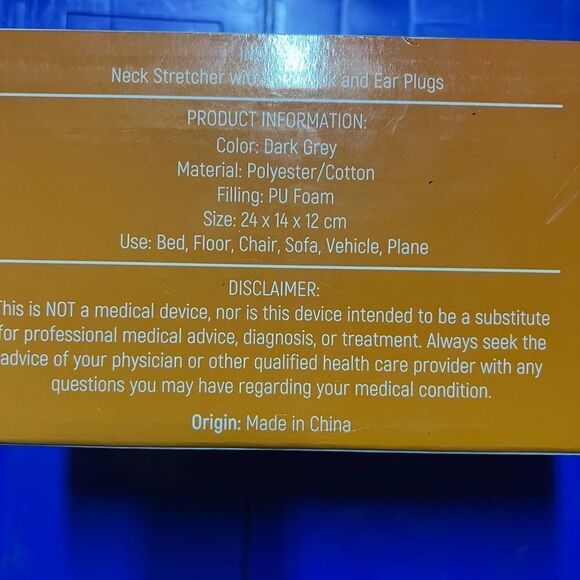 Neck Stretcher with and Ear Plugs
PRODUCT INFORMATION:
Color: Dark Grey
Material: Polyester/Cotton
Filling: PU Foam
Size: 24 x 14 x 12 cm
Use: Bed, Floor, Chair, Sofa, Vehicle, Plane
DISCLAIMER:
This is NOT a medical device, nor is this device intended to be a substitute
for professional medical advice, diagnosis, or treatment. Always seek the
advice of your physician or other qualified health care provider with any
questions you may have regarding your medical condition.
Origin: Made in China